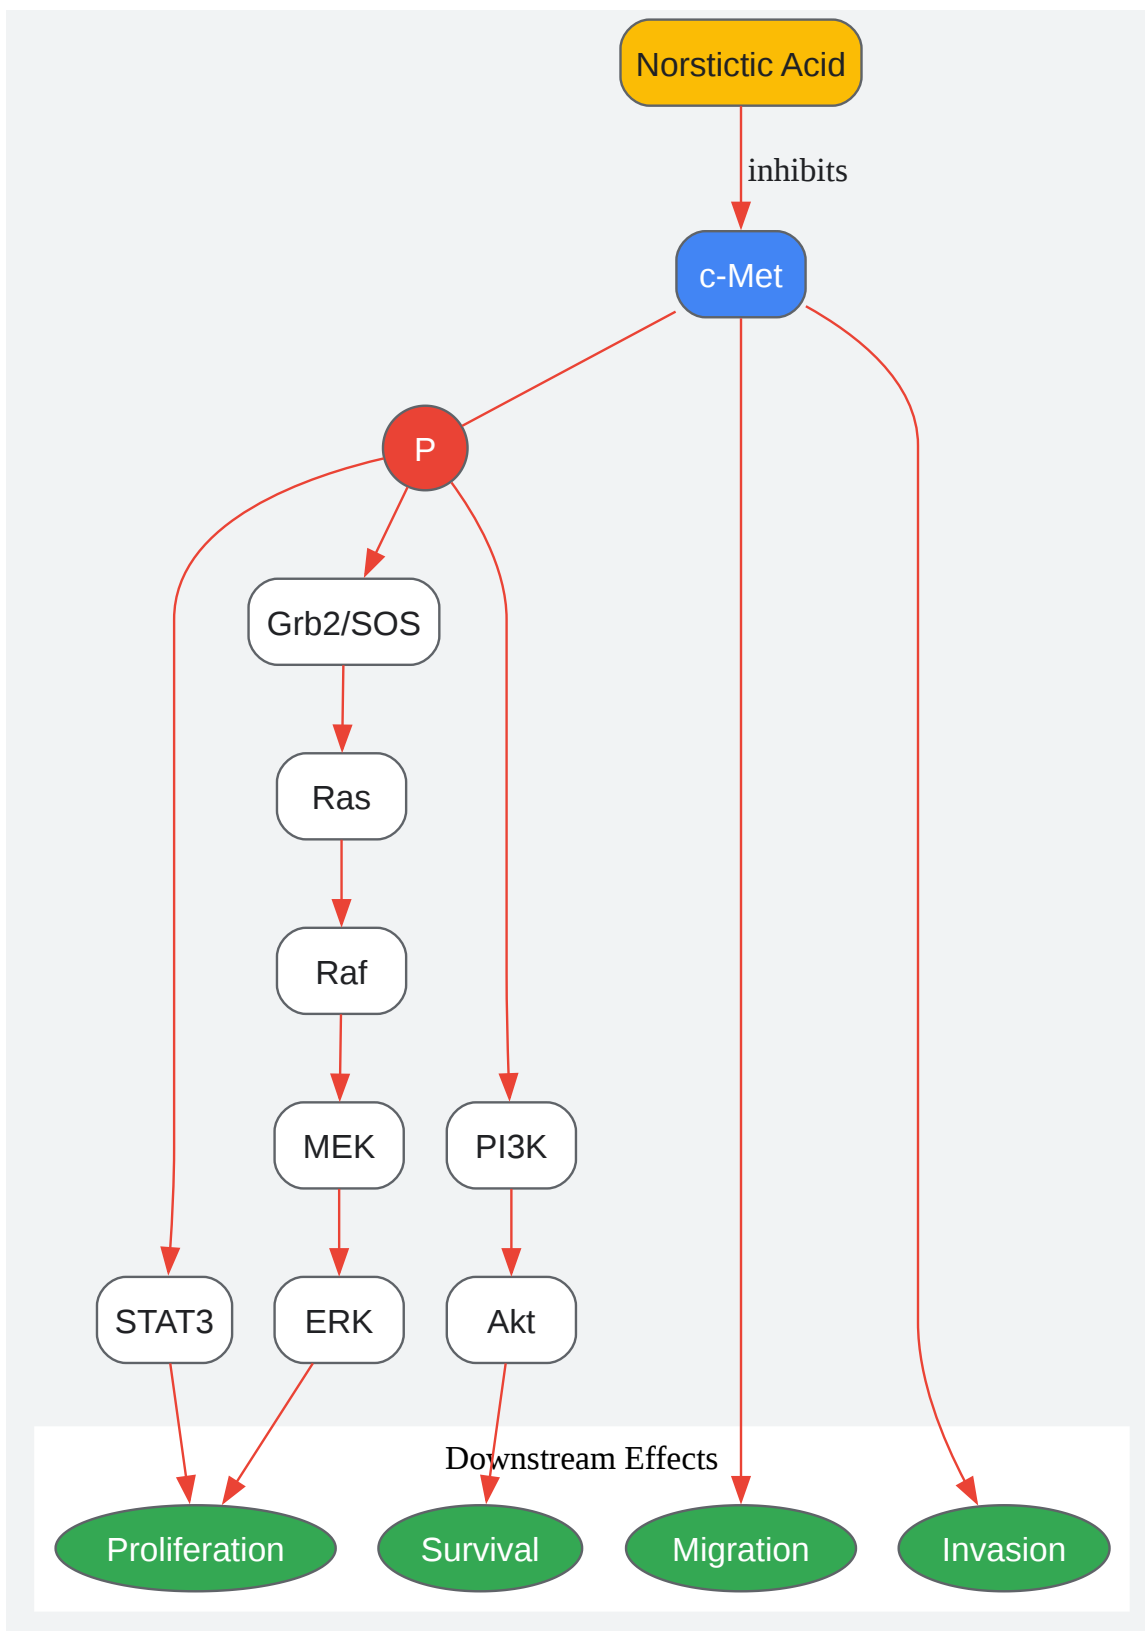 Norstictic Acid
inhibits
c-Met
P
Grb2/SOS
Ras
Raf
MEK
PI3K
STAT3
ERK
Akt
Downstream Effects
Proliferation
Survival
Migration
Invasion